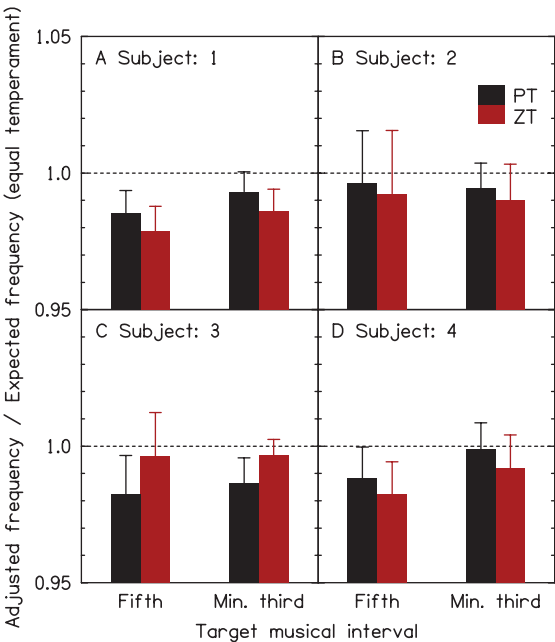 Adjusted frequency / Expected frequency (equal temperament)
1.05
A Subject: 1
B Subject: 2
PT
ZT
1.0
0.95
C Subject: 3
D Subject: 4
1.0
0.95
Fifth
Min. third
Fifth
Min. third
Target musical interval